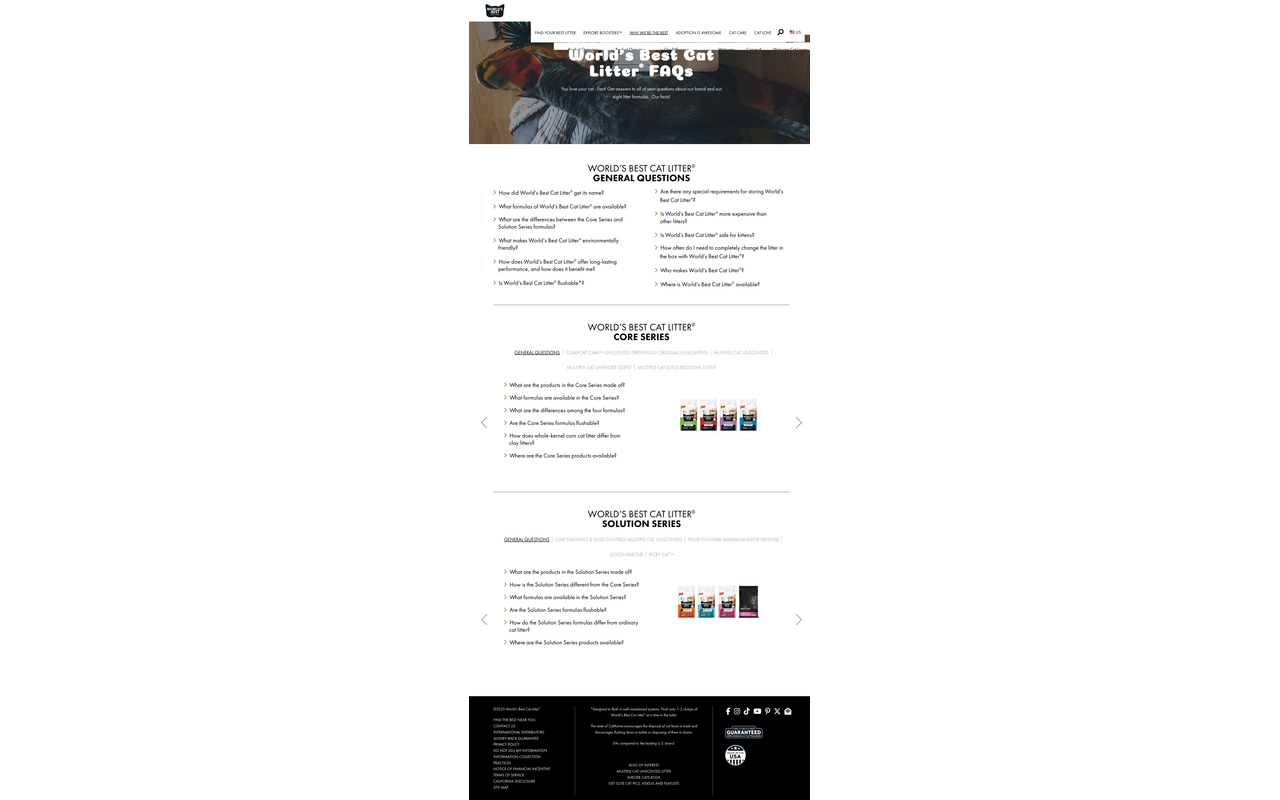 WORLD'S BEST
FIND YOUR BEST LITTER EXPLORE BOOSTERS™ WHY WE'RE THE BEST ADOPTION IS AWESOME CAT CARE CAT LOVE US
World's Best Cat
Litter® FAQs
You love your cat. Fact! Get answers to all of your questions about our brand and our
eight litter formulas. Our facts!
WORLD'S BEST CAT LITTER®
GENERAL QUESTIONS
How did World's Best Cat Litter® get its name?
What formulas of World's Best Cat Litter® are available?
What are the differences between the Core Series and
Solution Series formulas?
What makes World's Best Cat Litter® environmentally
friendly?
How does World's Best Cat Litter® offer long-lasting
performance, and how does it benefit me?
Is World's Best Cat Litter® flushable*?
Are there any special requirements for storing World's
Best Cat Litter®?
Is World's Best Cat Litter® more expensive than
other litters?
Is World's Best Cat Litter® safe for kittens?
How often do I need to completely change the litter in
the box with World's Best Cat Litter®?
Who makes World's Best Cat Litter®?
Where is World's Best Cat Litter® available?
WORLD'S BEST CAT LITTER®
CORE SERIES
GENERAL QUESTIONS | COMFORT CARE™ UNSCENTED (PREVIOUSLY ORIGINAL UNSCENTED) | MULTIPLE CAT UNSCENTED |
MULTIPLE CAT LAVENDER SCENT | MULTIPLE CAT LOTUS BLOSSOM SCENT
What are the products in the Core Series made of?
What formulas are available in the Core Series?
What are the differences among the four formulas?
Are the Core Series formulas flushable?
How does whole-kernel corn cat litter differ from
clay litters?
Where are the Core Series products available?
WORLD'S BEST CAT LITTER®
SOLUTION SERIES
GENERAL QUESTIONS | LOW TRACKING & DUST CONTROL MULTIPLE CAT UNSCENTED | POOP FIGHTER® MAXIMUM ODOR DEFENSE |
GOOD HABITS® | PICKY CAT™
What are the products in the Solution Series made of?
How is the Solution Series different from the Core Series?
What formulas are available in the Solution Series?
Are the Solution Series formulas flushable?
How do the Solution Series formulas differ from ordinary
cat litter?
Where are the Solution Series products available?
©2025 World's Best Cat Litter®
FIND THE BEST NEAR YOU
CONTACT US
INTERNATIONAL DISTRIBUTORS
MONEY BACK GUARANTEE
PRIVACY POLICY
DO NOT SELL MY INFORMATION
INFORMATION COLLECTION
PRACTICES
NOTICE OF FINANCIAL INCENTIVE
TERMS OF SERVICE
CALIFORNIA DISCLOSURE
SITE MAP
*Designed to flush in well-maintained systems. Flush only 1-2 clumps of
World's Best Cat Litter® at a time in the toilet.
The state of California encourages the disposal of cat feces in trash and
discourages flushing feces in toilets or disposing of them in drains.
†As compared to the leading U.S. brand.
ALSO OF INTEREST
MULTIPLE CAT UNSCENTED LITTER
SHELTER CATS ROCK
GET CUTE CAT PICS, VIDEOS AND PLAYLISTS
GUARANTEED
USA